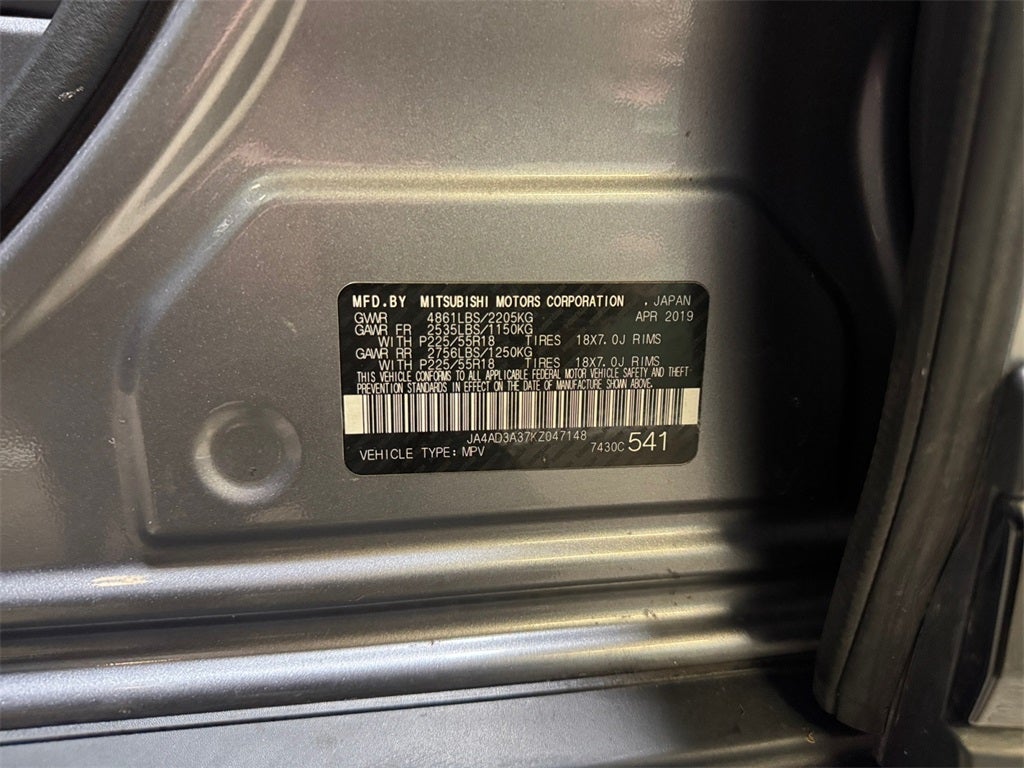 MFD.BY MITSUBISHI MOTORS CORPORATION , JAPAN
GVWR 4861LBS/2205KG APR 2019
GAWR FR 2535LBS/1150KG
WITH P225/55R18 TIRES 18X7.0J RIMS
GAWR RR 2756LBS/1250KG
WITH P225/55R18 TIRES 18X7.0J RIMS
THIS VEHICLE CONFORMS TO ALL APPLICABLE FEDERAL MOTOR VEHICLE SAFETY AND THEFT
PREVENTION STANDARDS IN EFFECT ON THE DATE OF MANUFACTURE SHOWN ABOVE.
JA4AD3A37KZ047148
VEHICLE TYPE: MPV 7430C 541